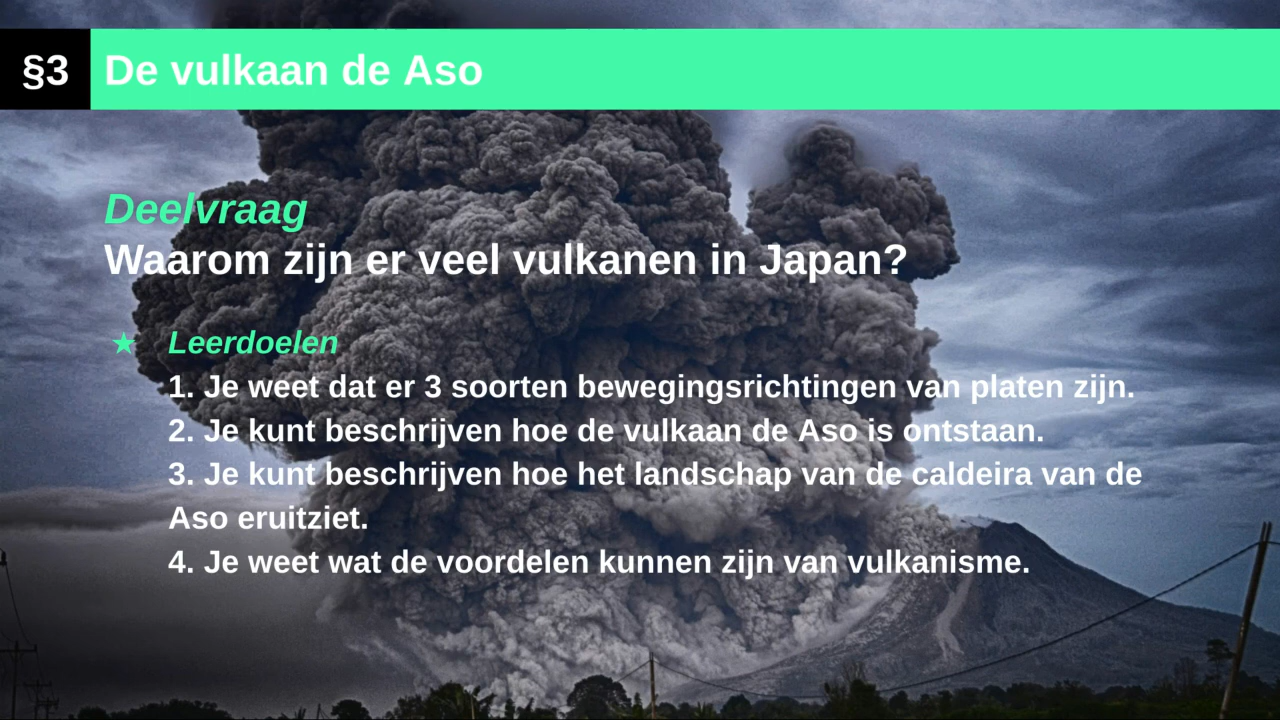 §3 De vulkaan de Aso
Deelvraag
Waarom zijn er veel vulkanen in Japan?
★ Leerdoelen
1. Je weet dat er 3 soorten bewegingsrichtingen van platen zijn.
2. Je kunt beschrijven hoe de vulkaan de Aso is ontstaan.
3. Je kunt beschrijven hoe het landschap van de caldeira van de
Aso eruitziet.
4. Je weet wat de voordelen kunnen zijn van vulkanisme.